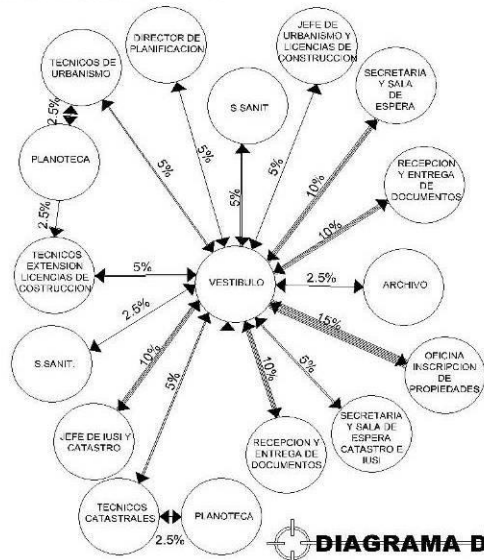 DIRECTOR DE
PLANIFICACION
JEFE DE
URBANISMO Y
LICENCIAS DE
CONSTRUCCION
TECNICOS DE
URBANISMO
SECRETARIA
Y SALA
DE
ESPERA
S.SANIT
2.5%
PLANOTECA
5%
5%
5%
5%
10%
RECEPCION
Y ENTREGA
DE
DOCUMENTOS
2.5%
10%
TECNICOS
EXTENSION
LICENCIAS DE
COSTRUCCION
5%
VESTIBULO
2.5%
ARCHIVO
2.5%
S.SANIT.
15%
OFICINA
INSCRIPCION
DE
PROPIEDADES
10%
5%
10%
5%
JEFE DE IUSI Y
CATASTRO
RECEPCION Y
ENTREGA DE
DOCUMENTOS
SECRETARIA
Y SALA DE
ESPERA
CATASTRO E
IUSI
TECNICOS
CATASTRALES
PLANOTECA
2.5%
DIAGRAMA D